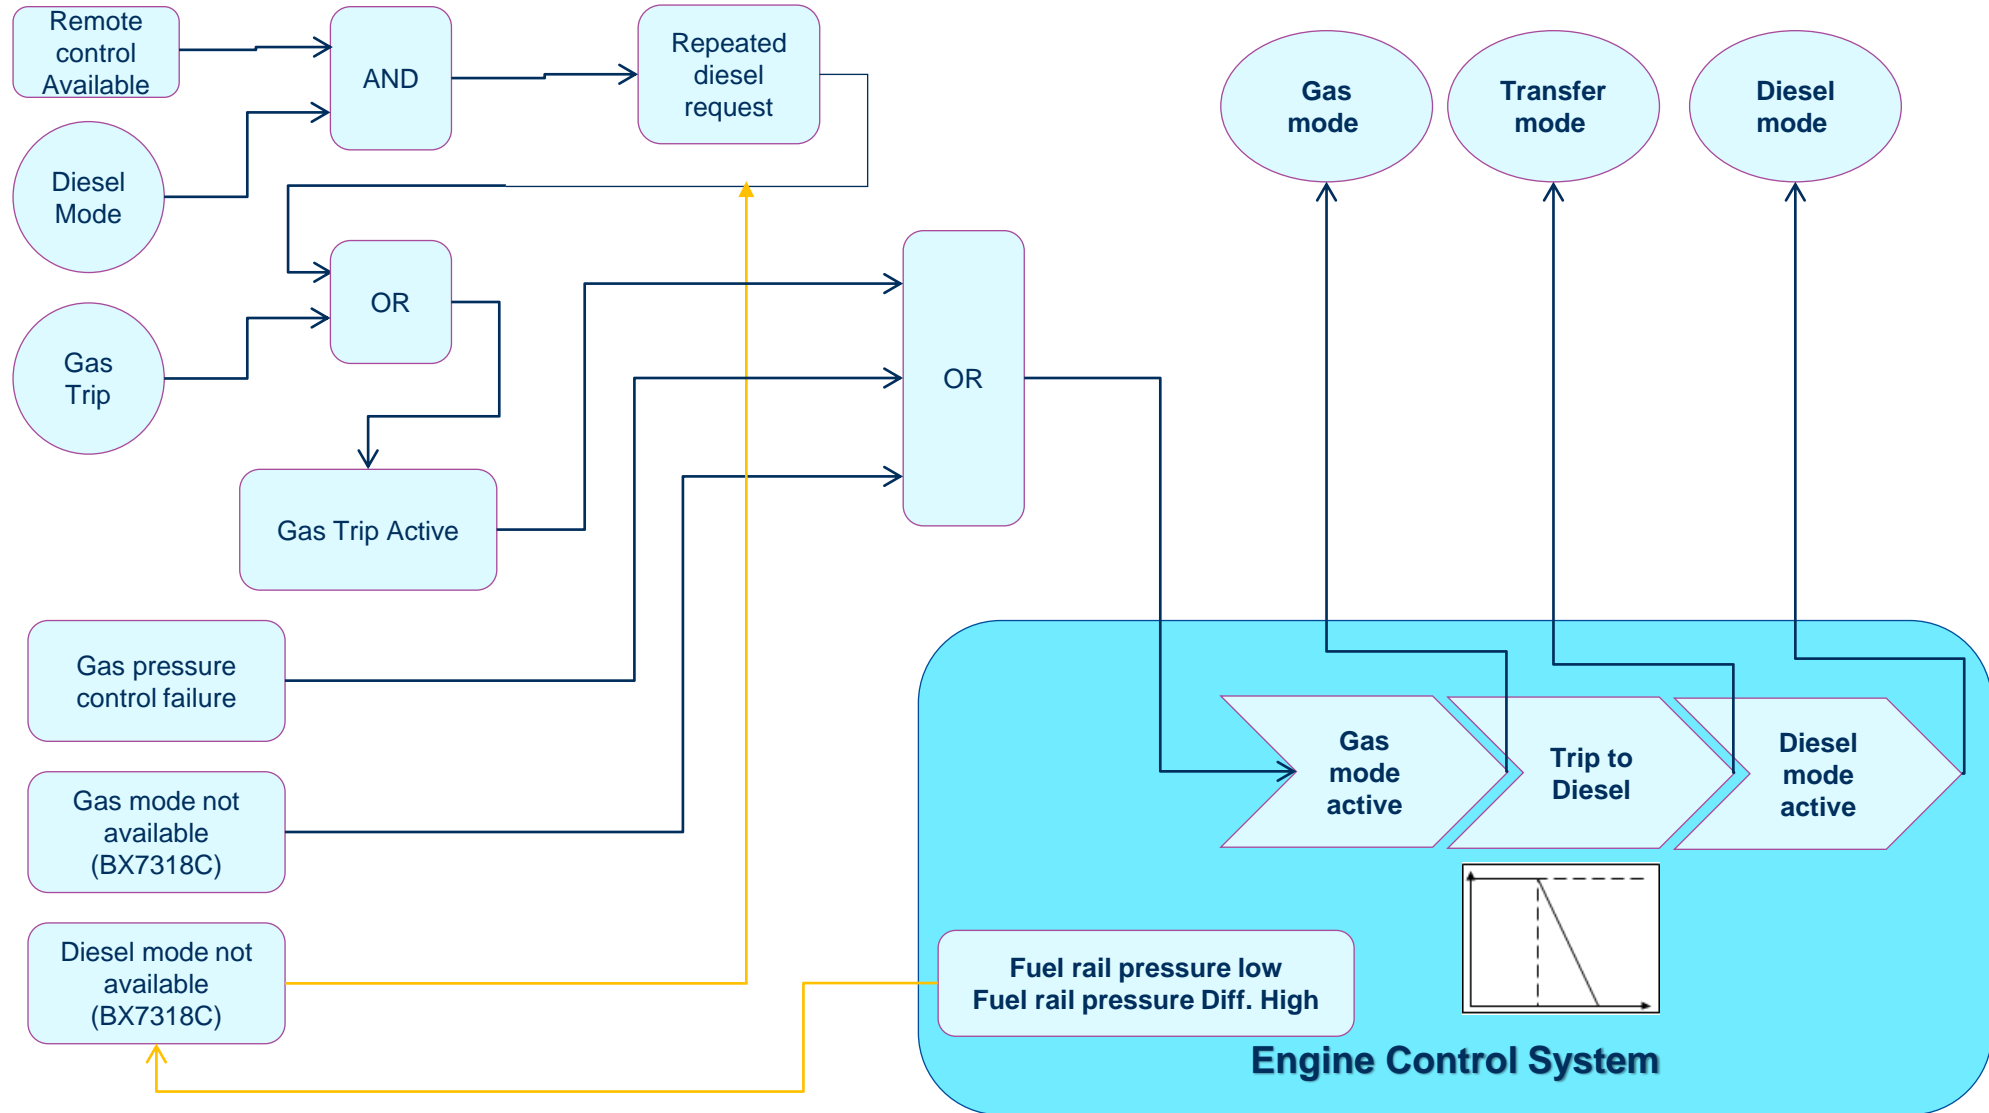 Remote
control
Available
AND
Repeated
diesel
request
Gas
mode
Transfer
mode
Diesel
mode
Diesel
Mode
OR
Gas
Trip
OR
Gas Trip Active
Gas pressure
control failure
Gas
mode
active
Trip to
Diesel
Diesel
mode
active
Gas mode not
available
(BX7318C)
Diesel mode not
available
(BX7318C)
Fuel rail pressure low
Fuel rail pressure Diff. High
Engine Control System